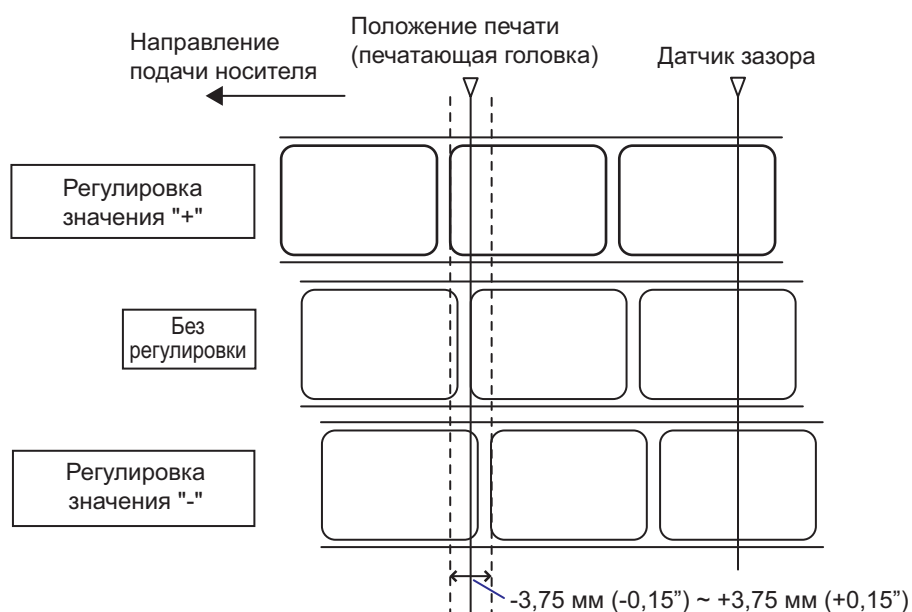 Направление
подачи носителя
Положение печати
(печатающая головка)
Датчик зазора
Регулировка
значения "+"
Без
регулировки
Регулировка
значения "-"
-3,75 мм (-0,15”) ~ +3,75 мм (+0,15”)